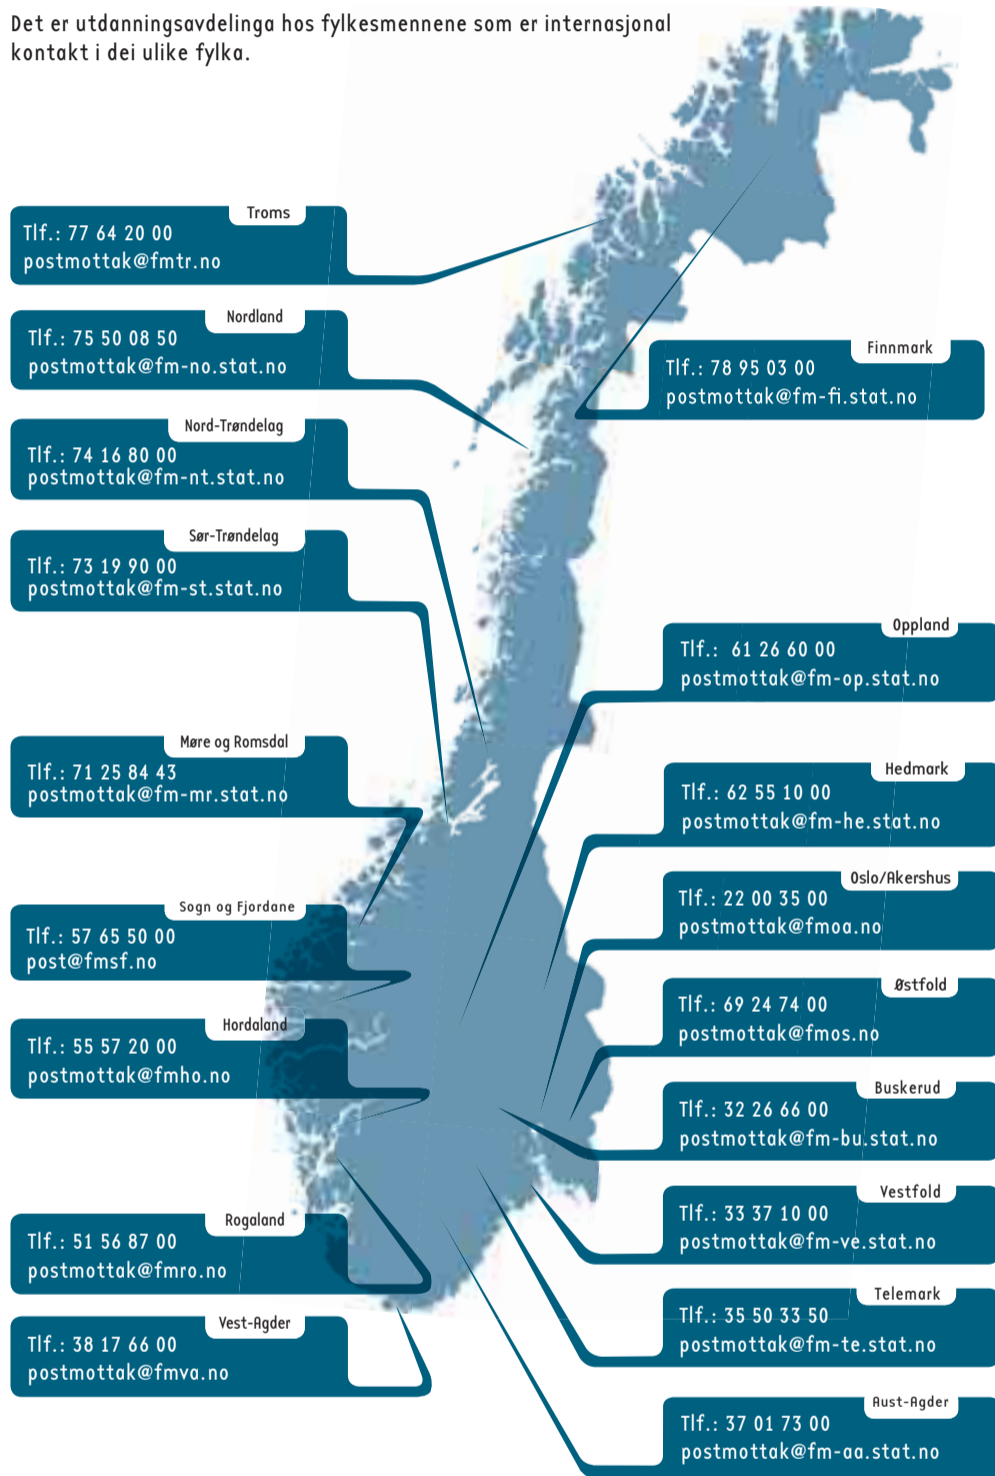 Det er utdanningsavdelinga hos fylkesmennene som er internasjonal
kontakt i dei ulike fylka.
Troms
Tlf.: 77 64 20 00
postmottak@fmtr.no
Nordland
Tlf.: 75 50 08 50
postmottak@fm-no.stat.no
Finnmark
Tlf.: 78 95 03 00
postmottak@fm-fi.stat.no
Nord-Trøndelag
Tlf.: 74 16 80 00
postmottak@fm-nt.stat.no
Sør-Trøndelag
Tlf.: 73 19 90 00
postmottak@fm-st.stat.no
Oppland
Tlf.: 61 26 60 00
postmottak@fm-op.stat.no
Møre og Romsdal
Tlf.: 71 25 84 43
postmottak@fm-mr.stat.no
Hedmark
Tlf.: 62 55 10 00
postmottak@fm-he.stat.no
Oslo/Akershus
Tlf.: 22 00 35 00
postmottak@fmoa.no
Sogn og Fjordane
Tlf.: 57 65 50 00
post@fmsf.no
Østfold
Tlf.: 69 24 74 00
postmottak@fmos.no
Hordaland
Tlf.: 55 57 20 00
postmottak@fmho.no
Buskerud
Tlf.: 32 26 66 00
postmottak@fm-bu.stat.no
Vestfold
Tlf.: 33 37 10 00
postmottak@fm-ve.stat.no
Rogaland
Tlf.: 51 56 87 00
postmottak@fmro.no
Telemark
Tlf.: 35 50 33 50
postmottak@fm-te.stat.no
Vest-Agder
Tlf.: 38 17 66 00
postmottak@fmva.no
Aust-Agder
Tlf.: 37 01 73 00
postmottak@fm-aa.stat.no